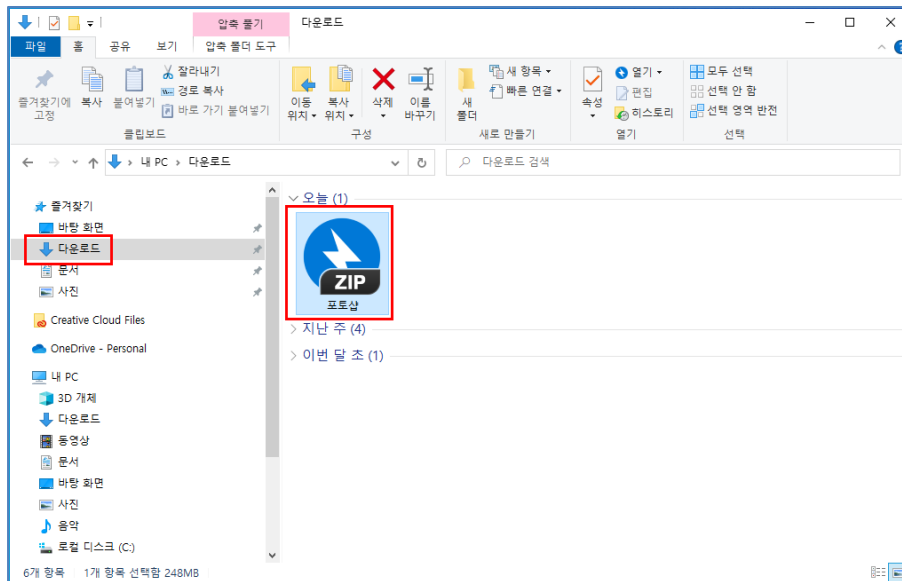 압축 풀기
다운로드
파일
홈
공유
보기
압축 폴더 도구
즐겨찾기에 고정
복사
붙여넣기
잘라내기
경로 복사
바로 가기 붙여넣기
클립보드
이동 위치
복사 위치
삭제
이름 바꾸기
구성
새 폴더
새 항목
빠른 연결
새로 만들기
속성
열기
편집
히스토리
열기
모두 선택
선택 안 함
선택 영역 반전
선택
내 PC > 다운로드
다운로드 검색
즐겨찾기
바탕 화면
다운로드
문서
사진
Creative Cloud Files
OneDrive - Personal
내 PC
3D 개체
다운로드
동영상
문서
바탕 화면
사진
음악
로컬 디스크 (C:)
오늘 (1)
ZIP
포토샵
지난 주 (4)
이번 달 초 (1)
6개 항목
1개 항목 선택함 248MB